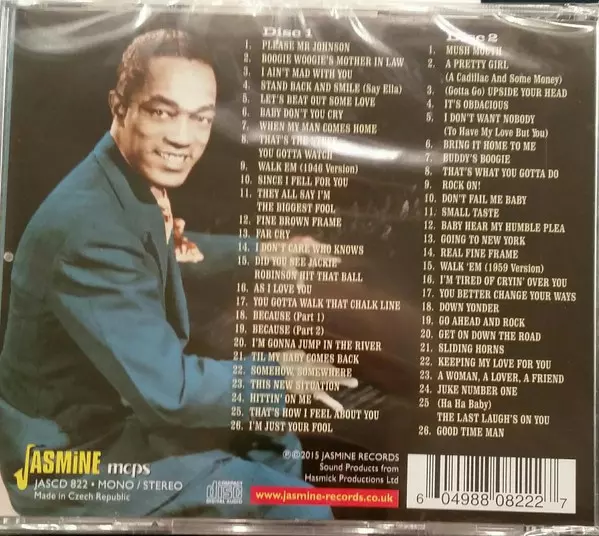 Disc 1
1. PLEASE MR JOHNSON
2. BOOGIE WOOGIE'S MOTHER IN LAW
3. I AIN'T MAD WITH YOU
4. STAND BACK AND SMILE (Say Ella)
5. LET'S BEAT OUT SOME LOVE
6. BABY DON'T YOU CRY
7. WHEN MY MAN COMES HOME
8. THAT'S THE STUFF
YOU GOTTA WATCH
9. WALK EM (1946 Version)
10. SINCE I FELL FOR YOU
11. THEY ALL SAY I'M
THE BIGGEST FOOL
12. FINE BROWN FRAME
13. FAR CRY
14. I DON'T CARE WHO KNOWS
15. DID YOU SEE JACKIE
ROBINSON HIT THAT BALL
16. AS I LOVE YOU
17. YOU GOTTA WALK THAT CHALK LINE
18. BECAUSE (Part 1)
19. BECAUSE (Part 2)
20. I'M GONNA JUMP IN THE RIVER
21. TIL MY BABY COMES BACK
22. SOMEHOW, SOMEWHERE
23. THIS NEW SITUATION
24. HITTIN' ON ME
25. THAT'S HOW I FEEL ABOUT YOU
26. I'M JUST YOUR FOOL
Disc 2
1. MUSH MOUTH
2. A PRETTY GIRL
(A Cadillac And Some Money)
3. (Gotta Go) UPSIDE YOUR HEAD
4. IT'S OBDACIOUS
5. I DON'T WANT NOBODY
(To Have My Love But You)
6. BRING IT HOME TO ME
7. BUDDY'S BOOGIE
8. THAT'S WHAT YOU GOTTA DO
9. ROCK ON!
10. DON'T FAIL ME BABY
11. SMALL TASTE
12. BABY HEAR MY HUMBLE PLEA
13. GOING TO NEW YORK
14. REAL FINE FRAME
15. WALK 'EM (1959 Version)
16. I'M TIRED OF CRYIN' OVER YOU
17. YOU BETTER CHANGE YOUR WAYS
18. DOWN YONDER
19. GO AHEAD AND ROCK
20. GET ON DOWN THE ROAD
21. SLIDING HORNS
22. KEEPING MY LOVE FOR YOU
23. A WOMAN, A LOVER, A FRIEND
24. JUKE NUMBER ONE
25 (Ha Ha Baby)
THE LAST LAUGH'S ON YOU
26. GOOD TIME MAN
JASMINE mcps
JASCD 822 • MONO / STEREO
Made in Czech Republic
COMPACT
disc
DIGITAL AUDIO
℗©2015 JASMINE RECORDS
Sound Products from
Hasmick Productions Ltd
www.jasmine-records.co.uk
6 04988 08222 7